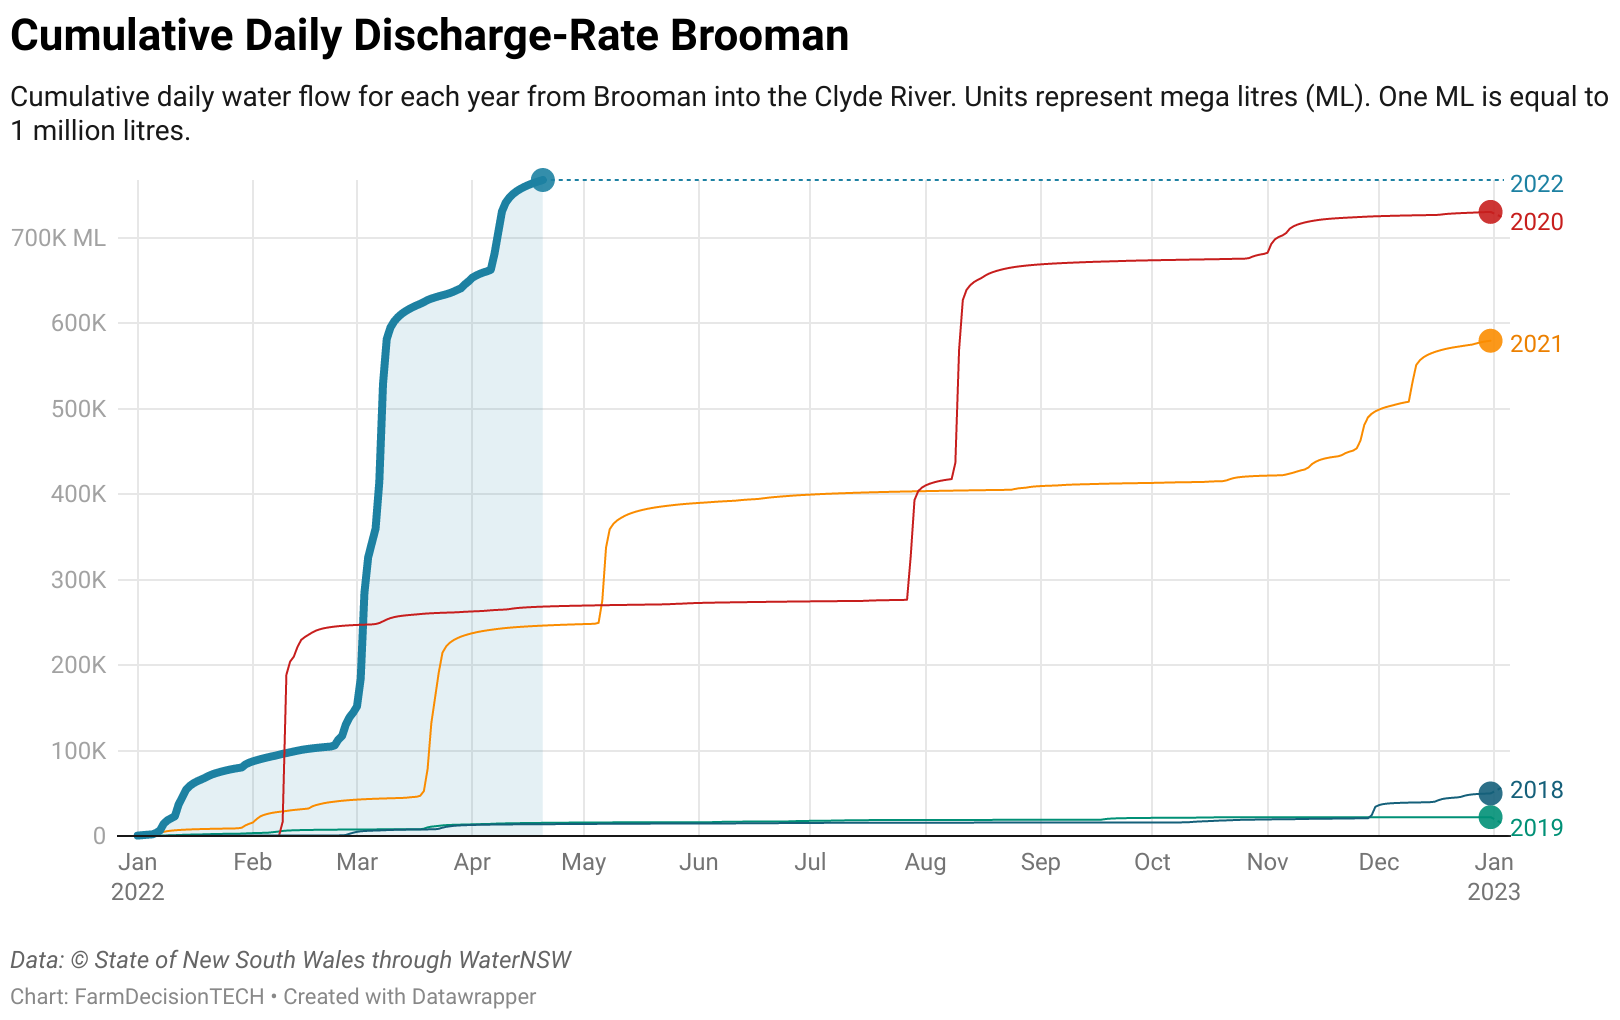 Cumulative Daily Discharge-Rate Brooman
Cumulative daily water flow for each year from Brooman into the Clyde River. Units represent mega litres (ML). One ML is equal to
1 million litres.
2022
2020
700K ML
600K
2021
500K
400K
300K
200K
100K
2018
2019
0
Jan Feb Mar Apr May Jun Jul Aug Sep Oct Nov Dec Jan
2022 2023
Data: © State of New South Wales through WaterNSW
Chart: FarmDecisionTECH • Created with Datawrapper